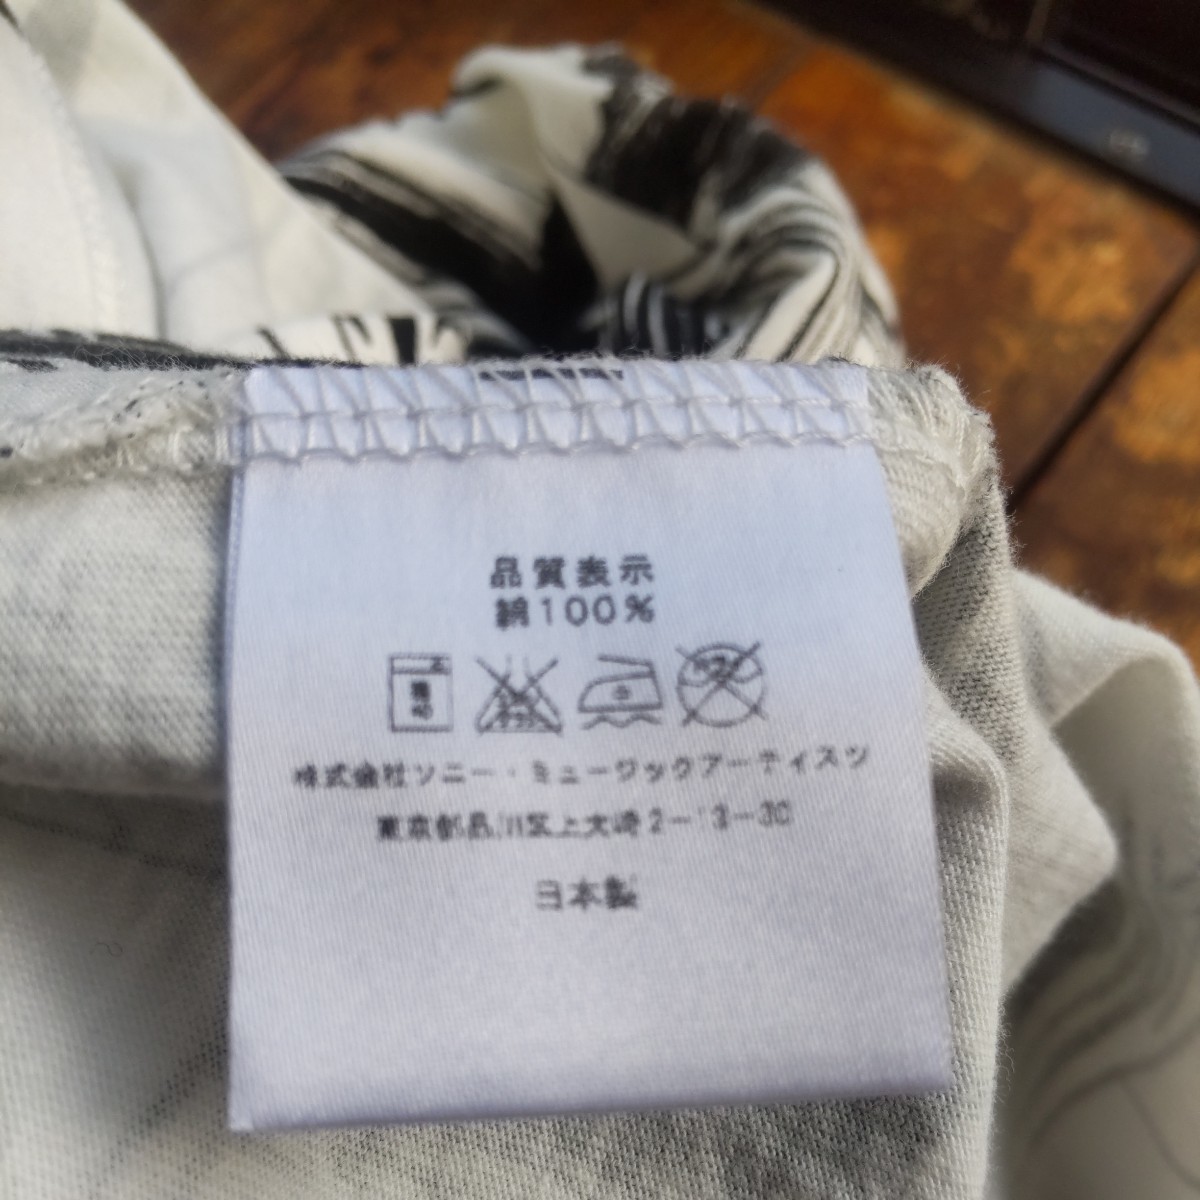 品質表示
綿100%
弱
40
株式会社ソニー・ミュージックアーティスツ
東京都品川区上大崎2-13-30
日本製